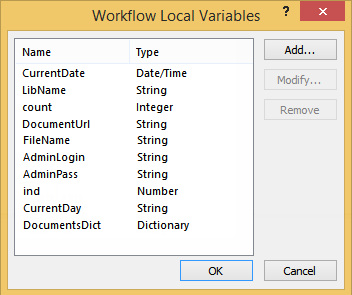 Workflow Local Variables ?
Name Type Add...
CurrentDate Date/Time
LibName String Modify...
count Integer
DocumentUrl String Remove
FileName String
AdminLogin String
AdminPass String
ind Number
CurrentDay String
DocumentsDict Dictionary
OK Cancel